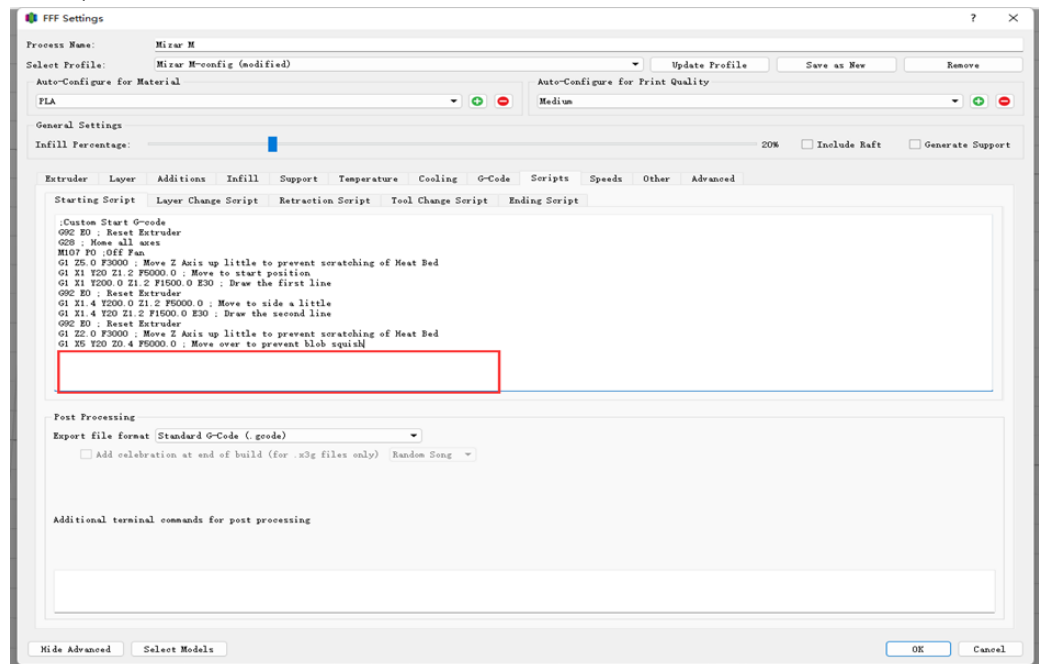 FFF Settings
Process Name: Mizar M
Select Profile: Mizar M-config (modified) Update Profile Save as New Remove
Auto-Configure for Material
PLA
Auto-Configure for Print Quality
Medium
General Settings
Infill Percentage: 20% Include Raft Generate Support
Extruder Layer Additions Infill Support Temperature Cooling G-Code Scripts Speeds Other Advanced
Starting Script Layer Change Script Retraction Script Tool Change Script Ending Script
;Custom Start G-code
G92 E0 ; Reset Extruder
G28 ; Home all axes
M107 P0 ;Off Fan
G1 Z5.0 F3000 ; Move Z Axis up little to prevent scratching of Heat Bed
G1 X1 Y20 Z1.2 F5000.0 ; Move to start position
G1 X1 Y200.0 Z1.2 F1500.0 E30 ; Draw the first line
G92 E0 ; Reset Extruder
G1 X1.4 Y200.0 Z1.2 F5000.0 ; Move to side a little
G1 X1.4 Y20 Z1.2 F1500.0 E30 ; Draw the second line
G92 E0 ; Reset Extruder
G1 Z2.0 F3000 ; Move Z Axis up little to prevent scratching of Heat Bed
G1 X5 Y20 Z0.4 F5000.0 ; Move over to prevent blob squish
Post Processing
Export file format Standard G-Code (.gcode)
Add celebration at end of build (for .x3g files only) Random Song
Additional terminal commands for post processing
Hide Advanced Select Models OK Cancel